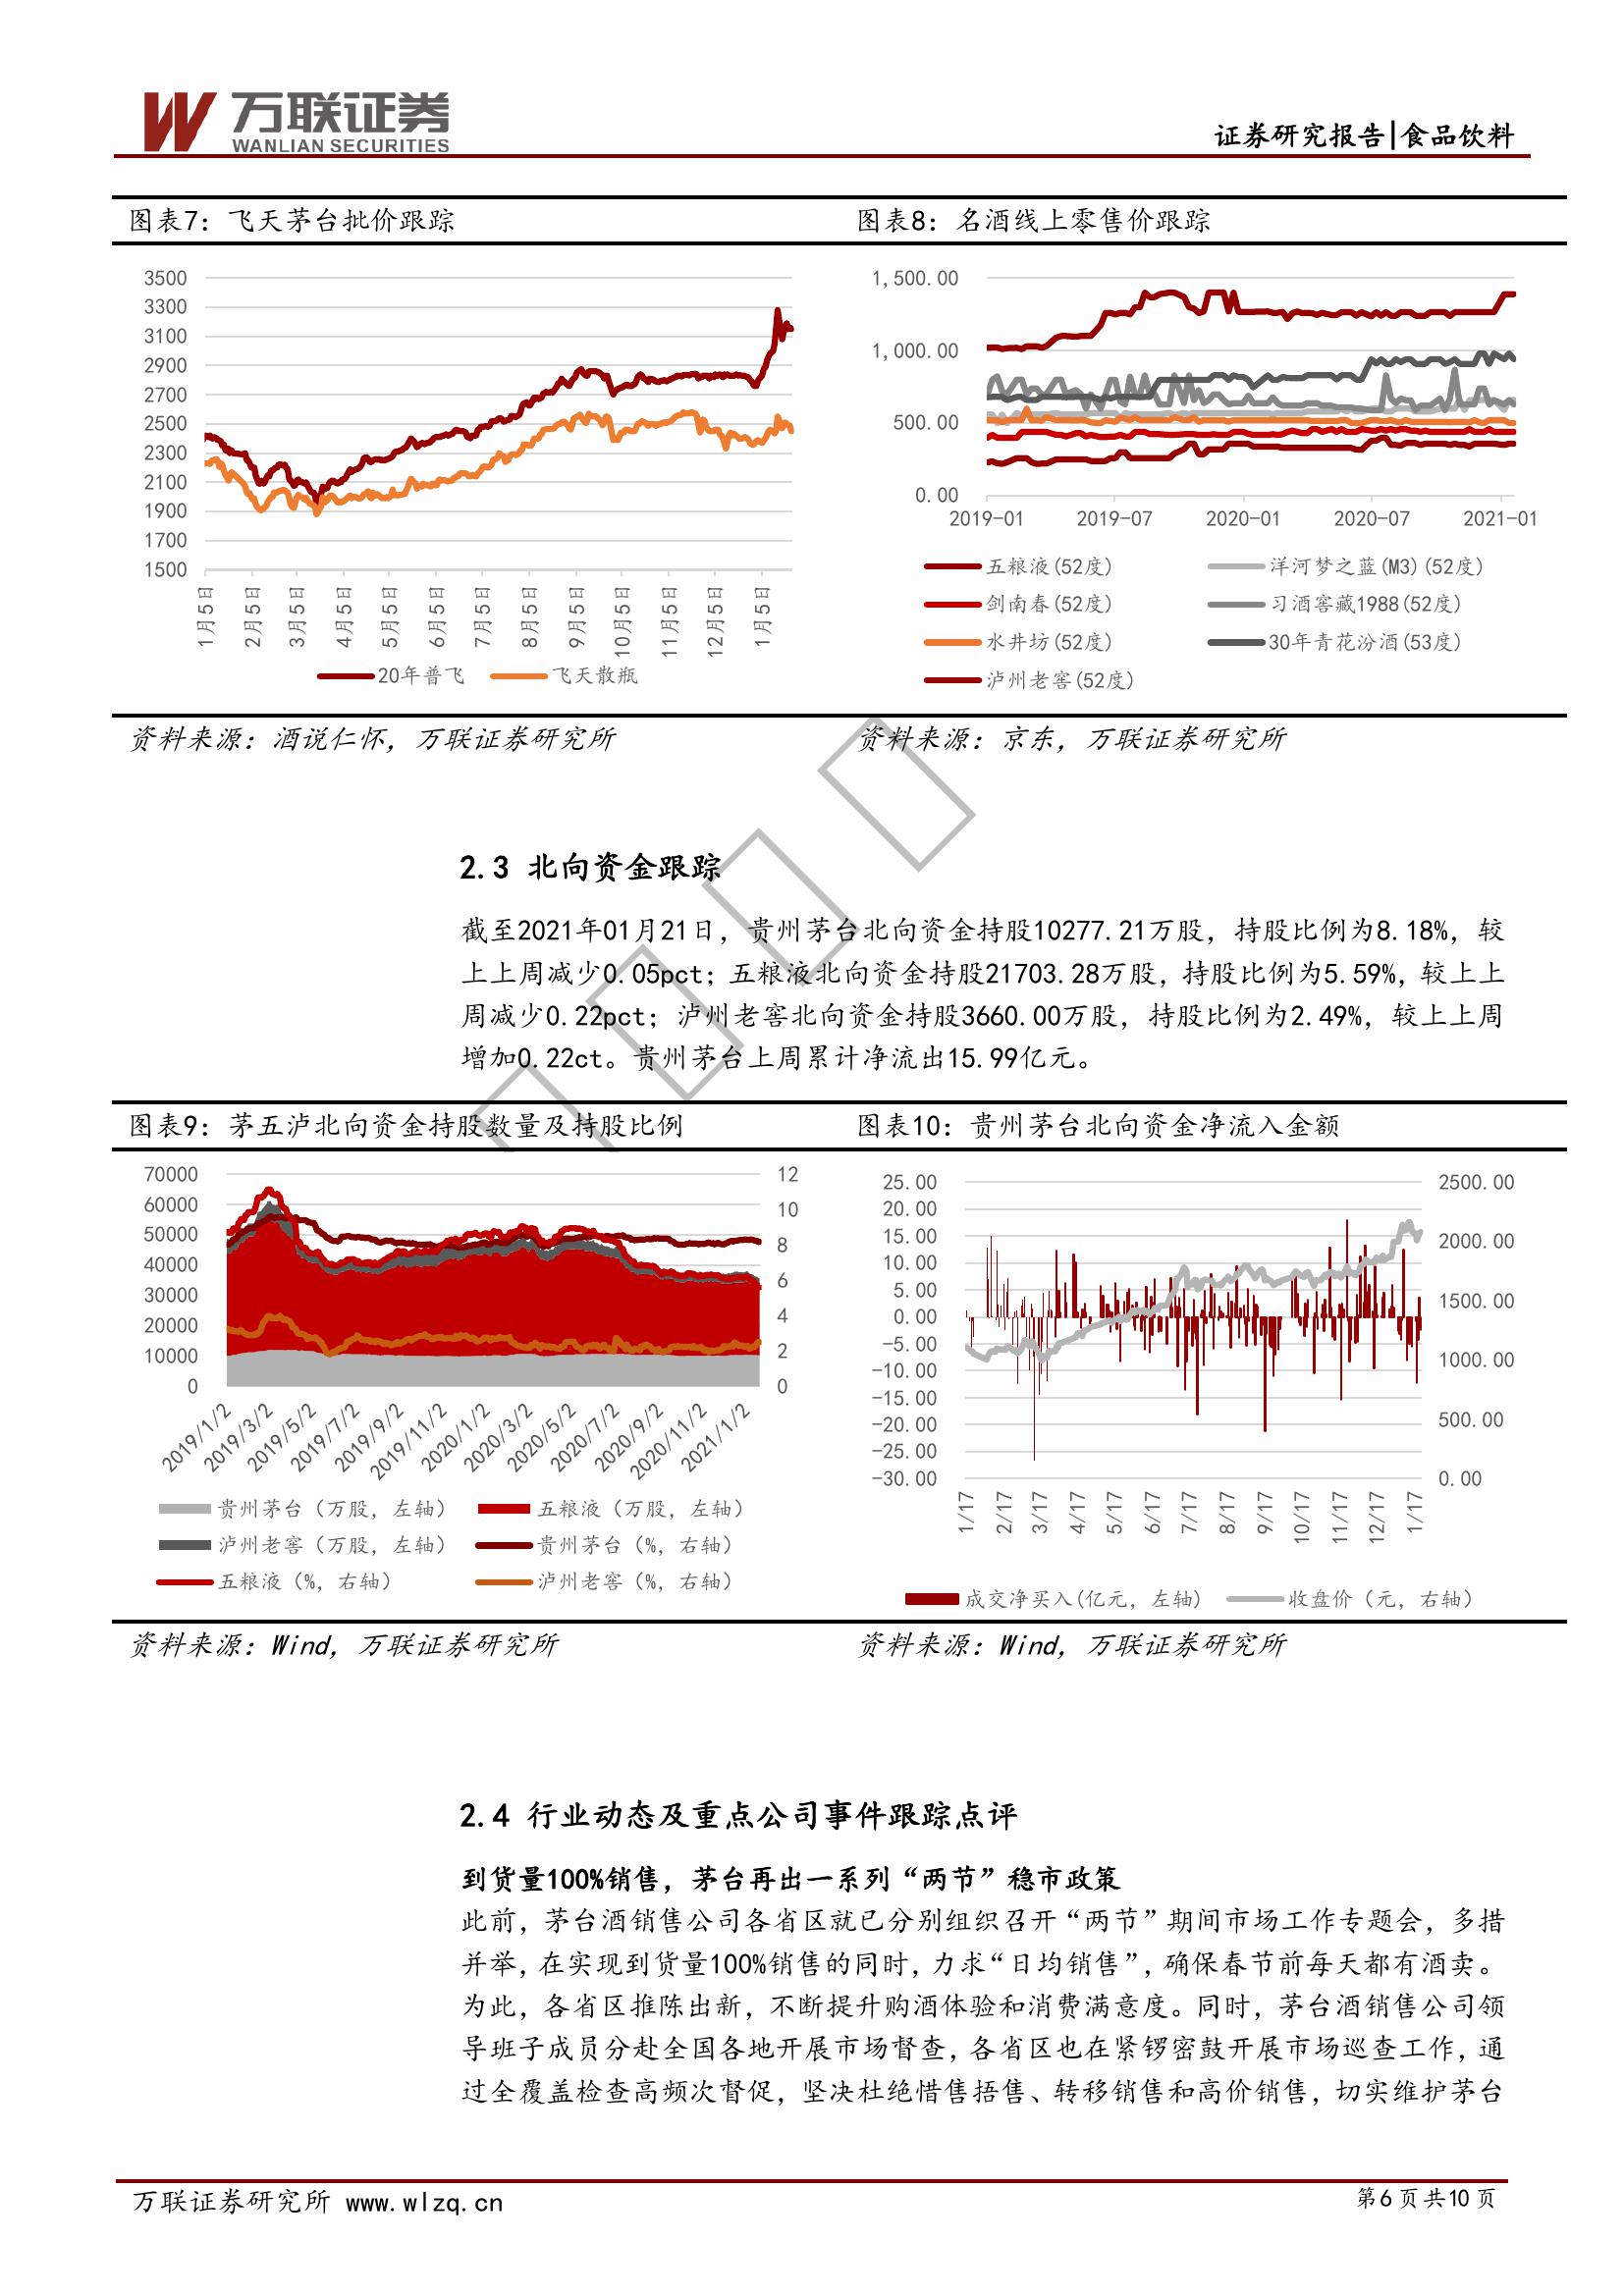 万联证券
WANLIAN SECURITIES
证券研究报告|食品饮料
图表7：飞天茅台批价跟踪
3500
3300
3100
2900
2700
2500
2300
2100
1900
1700
1500
1月5日
2月5日
3月5日
4月5日
5月5日
6月5日
7月5日
8月5日
9月5日
10月5日
11月5日
12月5日
1月5日
20年普飞 飞天散瓶
资料来源：酒说仁怀，万联证券研究所
图表8：名酒线上零售价跟踪
1,500.00
1,000.00
500.00
0.00
2019-01 2019-07 2020-01 2020-07 2021-01
五粮液(52度) 洋河梦之蓝(M3)(52度)
剑南春(52度) 习酒窖藏1988(52度)
水井坊(52度) 30年青花汾酒(53度)
泸州老窖(52度)
资料来源：京东，万联证券研究所
2.3 北向资金跟踪
截至2021年01月21日，贵州茅台北向资金持股10277.21万股，持股比例为8.18%，较
上上周减少0.05pct；五粮液北向资金持股21703.28万股，持股比例为5.59%，较上上
周减少0.22pct；泸州老窖北向资金持股3660.00万股，持股比例为2.49%，较上上周
增加0.22ct。贵州茅台上周累计净流出15.99亿元。
图表9：茅五泸北向资金持股数量及持股比例
70000
60000
50000
40000
30000
20000
10000
0
12
10
8
6
4
2
0
2019/1/2
2019/3/2
2019/5/2
2019/7/2
2019/9/2
2019/11/2
2020/1/2
2020/3/2
2020/5/2
2020/7/2
2020/9/2
2020/11/2
2021/1/2
贵州茅台（万股，左轴） 五粮液（万股，左轴）
泸州老窖（万股，左轴） 贵州茅台（%，右轴）
五粮液（%，右轴） 泸州老窖（%，右轴）
资料来源：Wind，万联证券研究所
图表10：贵州茅台北向资金净流入金额
25.00
20.00
15.00
10.00
5.00
0.00
-5.00
-10.00
-15.00
-20.00
-25.00
-30.00
2500.00
2000.00
1500.00
1000.00
500.00
0.00
1/17
2/17
3/17
4/17
5/17
6/17
7/17
8/17
9/17
10/17
11/17
12/17
1/17
成交净买入(亿元，左轴) 收盘价（元，右轴）
资料来源：Wind，万联证券研究所
2.4 行业动态及重点公司事件跟踪点评
到货量100%销售，茅台再出一系列“两节”稳市政策
此前，茅台酒销售公司各省区就已分别组织召开“两节”期间市场工作专题会，多措
并举，在实现到货量100%销售的同时，力求“日均销售”，确保春节前每天都有酒卖。
为此，各省区推陈出新，不断提升购酒体验和消费满意度。同时，茅台酒销售公司领
导班子成员分赴全国各地开展市场督查，各省区也在紧锣密鼓开展市场巡查工作，通
过全覆盖检查高频次督促，坚决杜绝惜售捂售、转移销售和高价销售，切实维护茅台
万联证券研究所 www.wlzq.cn
第6页共10页